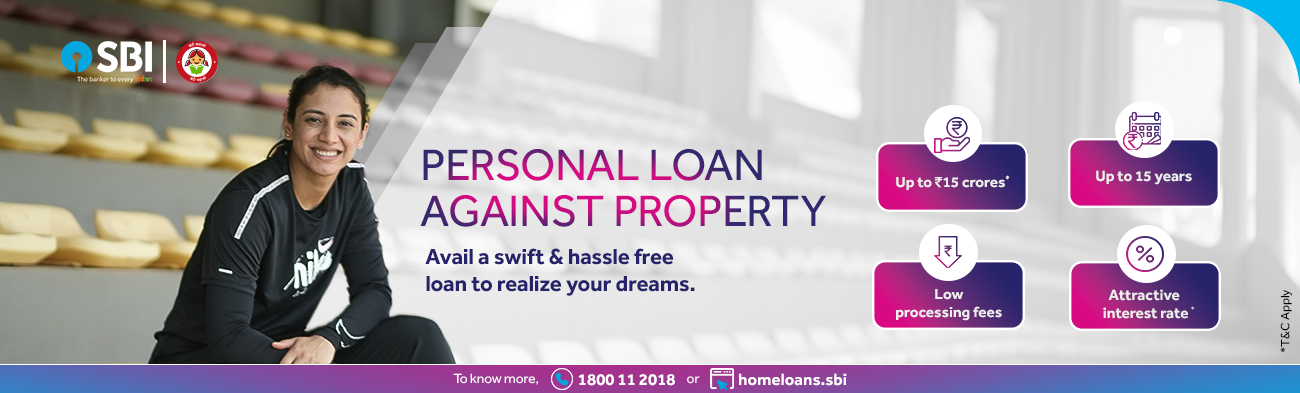 SBI
The banker to every Indian
PERSONAL LOAN
AGAINST PROPERTY
Avail a swift & hassle free
loan to realize your dreams.
Up to ₹15 crores*
Up to 15 years
Low
processing fees
Attractive
interest rate*
*T&C Apply
To know more, 1800 11 2018 or homeloans.sbi